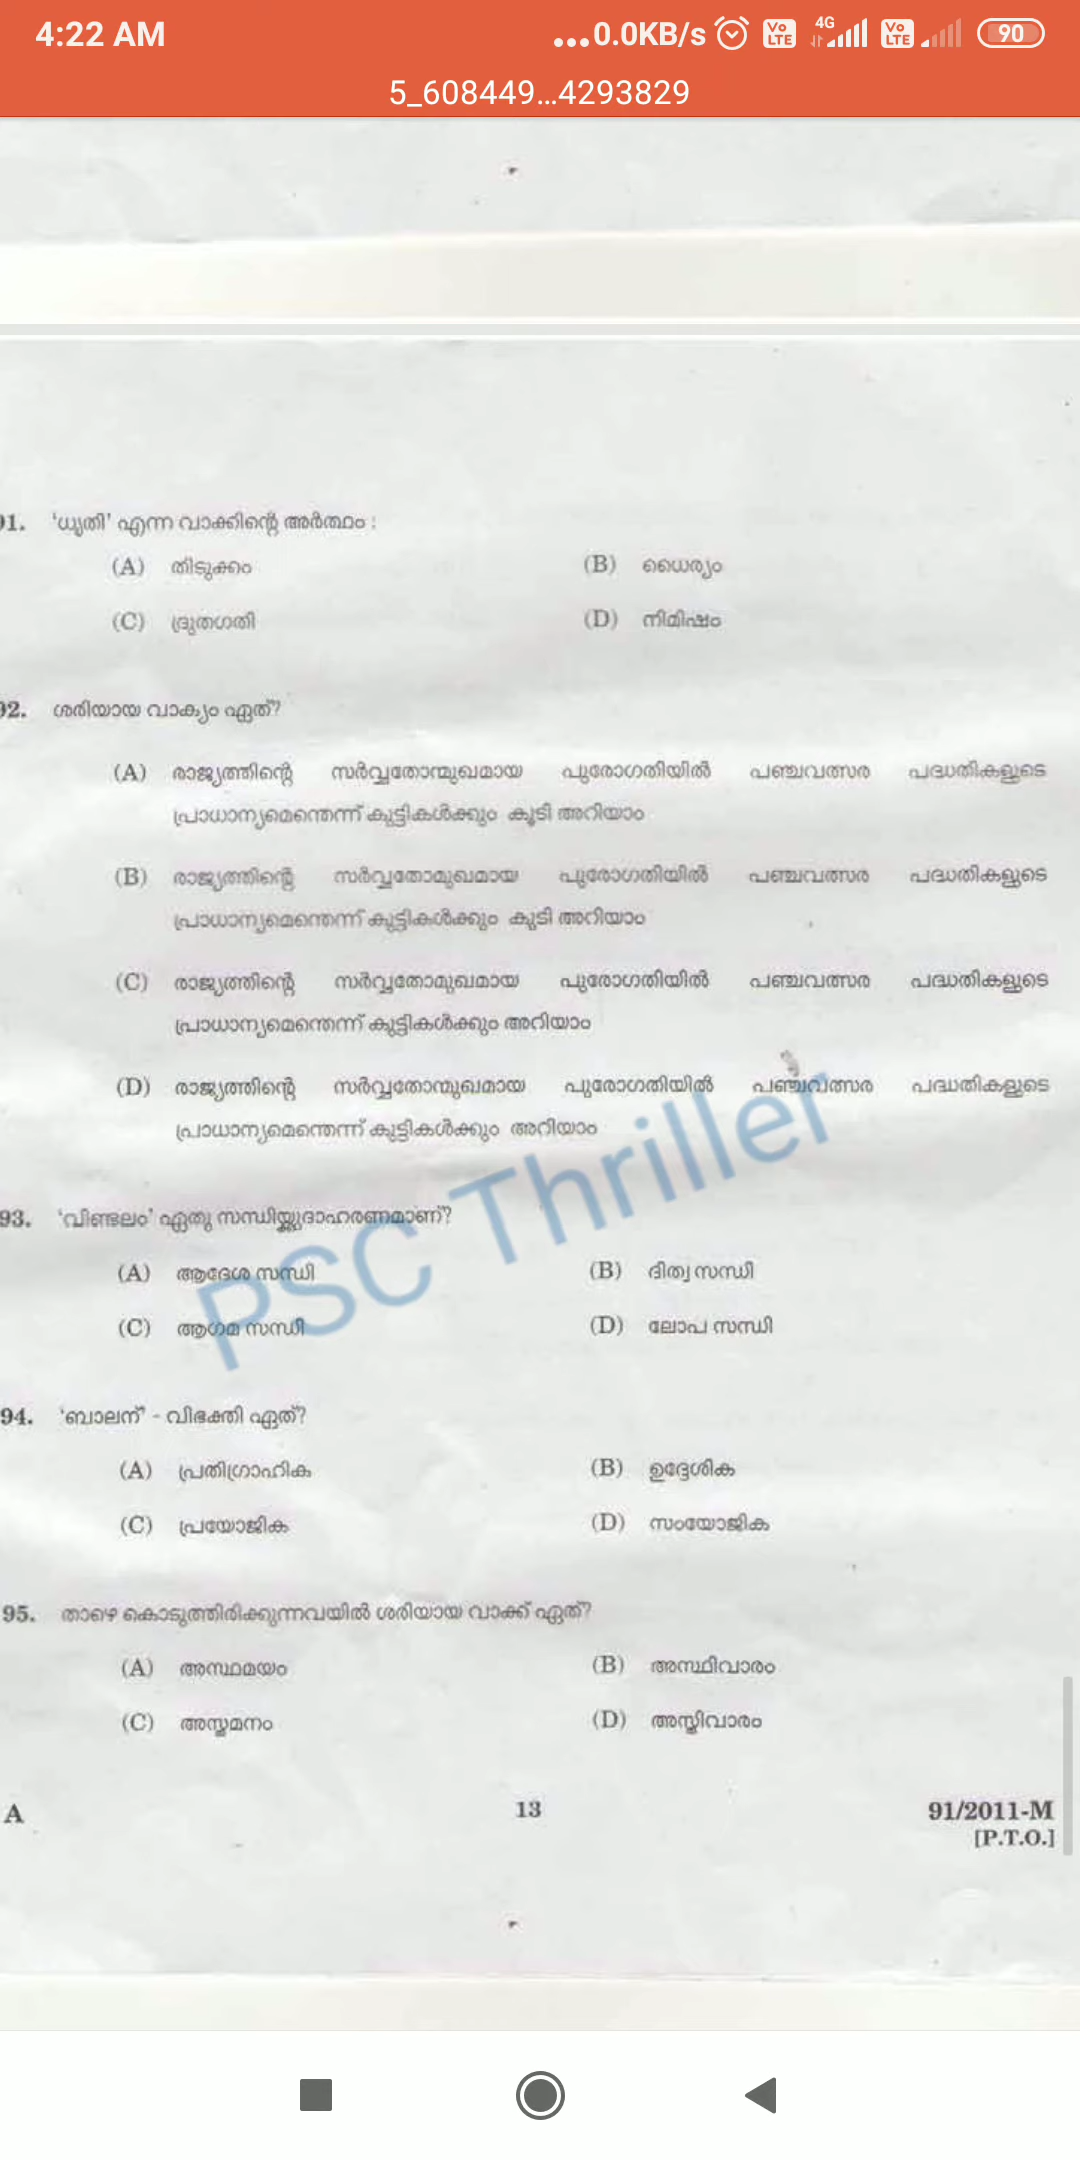 4:22 AM
...0.0KB/s Vo LTE 4G Vo LTE 90
5_608449...4293829
91. 'ധൃതി' എന്ന വാക്കിന്റെ അർത്ഥം :
(A) തിടുക്കം (B) ധൈര്യം
(C) ദ്രുതഗതി (D) നിമിഷം
92. ശരിയായ വാക്യം ഏത്?
(A) രാജ്യത്തിന്റെ സർവ്വതോന്മുഖമായ പുരോഗതിയിൽ പഞ്ചവത്സര പദ്ധതികളുടെ
പ്രാധാന്യമെന്തെന്ന് കുട്ടികൾക്കും കൂടി അറിയാം
(B) രാജ്യത്തിന്റെ സർവ്വതോമുഖമായ പുരോഗതിയിൽ പഞ്ചവത്സര പദ്ധതികളുടെ
പ്രാധാന്യമെന്തെന്ന് കുട്ടികൾക്കും കുടി അറിയാം
(C) രാജ്യത്തിന്റെ സർവ്വതോമുഖമായ പുരോഗതിയിൽ പഞ്ചവത്സര പദ്ധതികളുടെ
പ്രാധാന്യമെന്തെന്ന് കുട്ടികൾക്കും അറിയാം
(D) രാജ്യത്തിന്റെ സർവ്വതോന്മുഖമായ പുരോഗതിയിൽ പഞ്ചവത്സര പദ്ധതികളുടെ
പ്രാധാന്യമെന്തെന്ന് കുട്ടികൾക്കും അറിയാം
PSC Thriller
93. 'വിണ്ടലം' ഏതു സന്ധിയ്ക്കുദാഹരണമാണ്?
(A) ആദേശ സന്ധി (B) ദിത്വ സന്ധി
(C) ആഗമ സന്ധി (D) ലോപ സന്ധി
94. 'ബാലന്' - വിഭക്തി ഏത്?
(A) പ്രതിഗ്രാഹിക (B) ഉദ്ദേശിക
(C) പ്രയോജിക (D) സംയോജിക
95. താഴെ കൊടുത്തിരിക്കുന്നവയിൽ ശരിയായ വാക്ക് ഏത്?
(A) അസ്ഥമയം (B) അസ്ഥിവാരം
(C) അസ്തമനം (D) അസ്തിവാരം
A 13 91/2011-M
[P.T.O.]